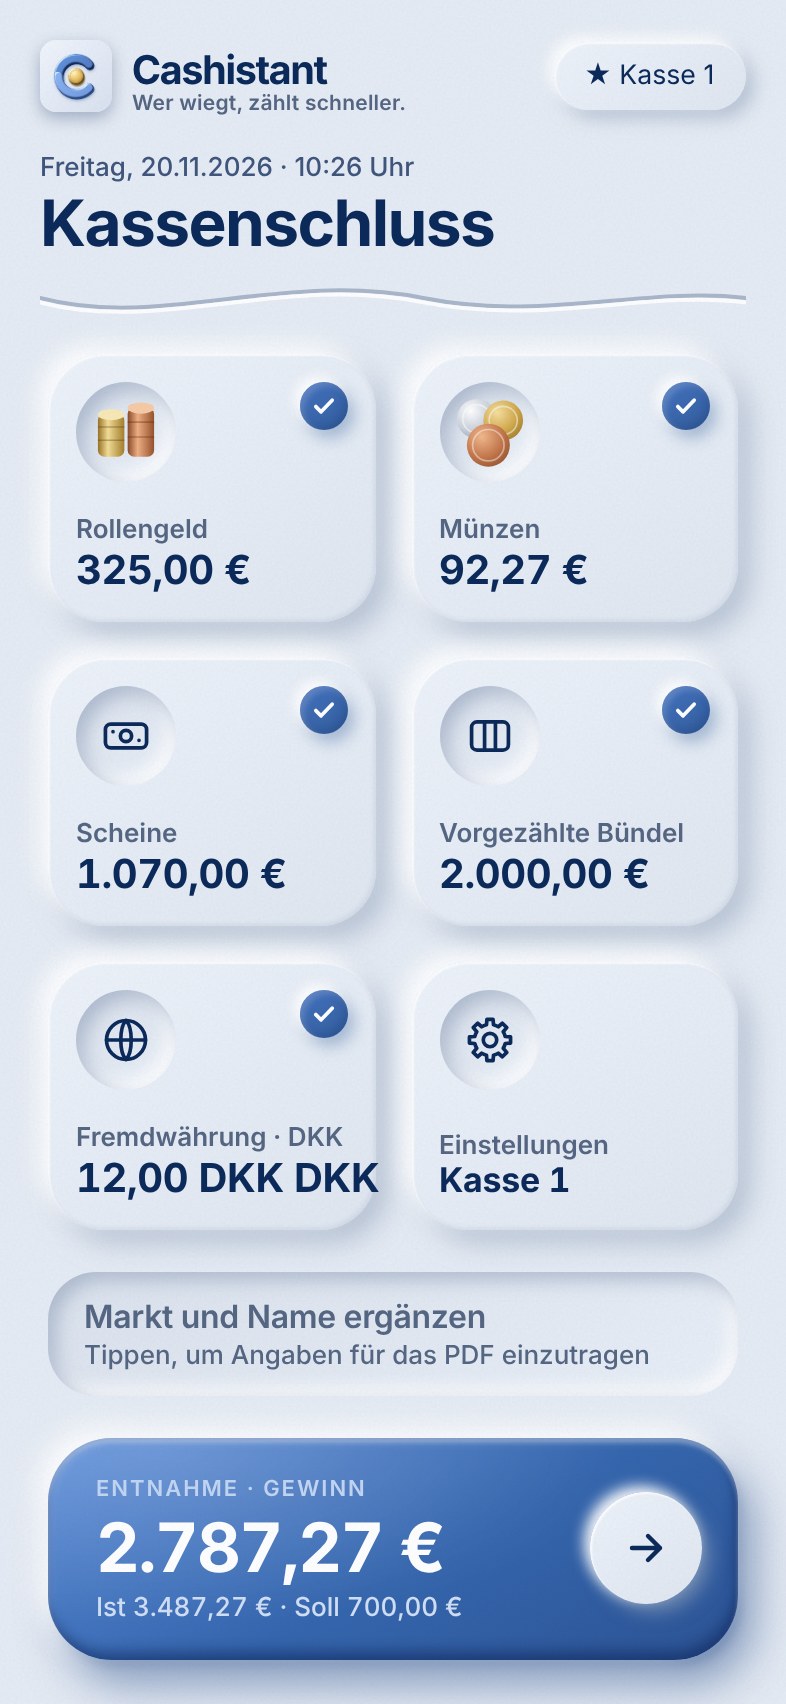 Cashistant
Wer wiegt, zählt schneller.
★ Kasse 1
Freitag, 20.11.2026 · 10:26 Uhr
Kassenschluss
Rollengeld
325,00 €
Münzen
92,27 €
Scheine
1.070,00 €
Vorgezählte Bündel
2.000,00 €
Fremdwährung · DKK
12,00 DKK DKK
Einstellungen
Kasse 1
Markt und Name ergänzen
Tippen, um Angaben für das PDF einzutragen
ENTNAHME · GEWINN
2.787,27 €
Ist 3.487,27 € · Soll 700,00 €